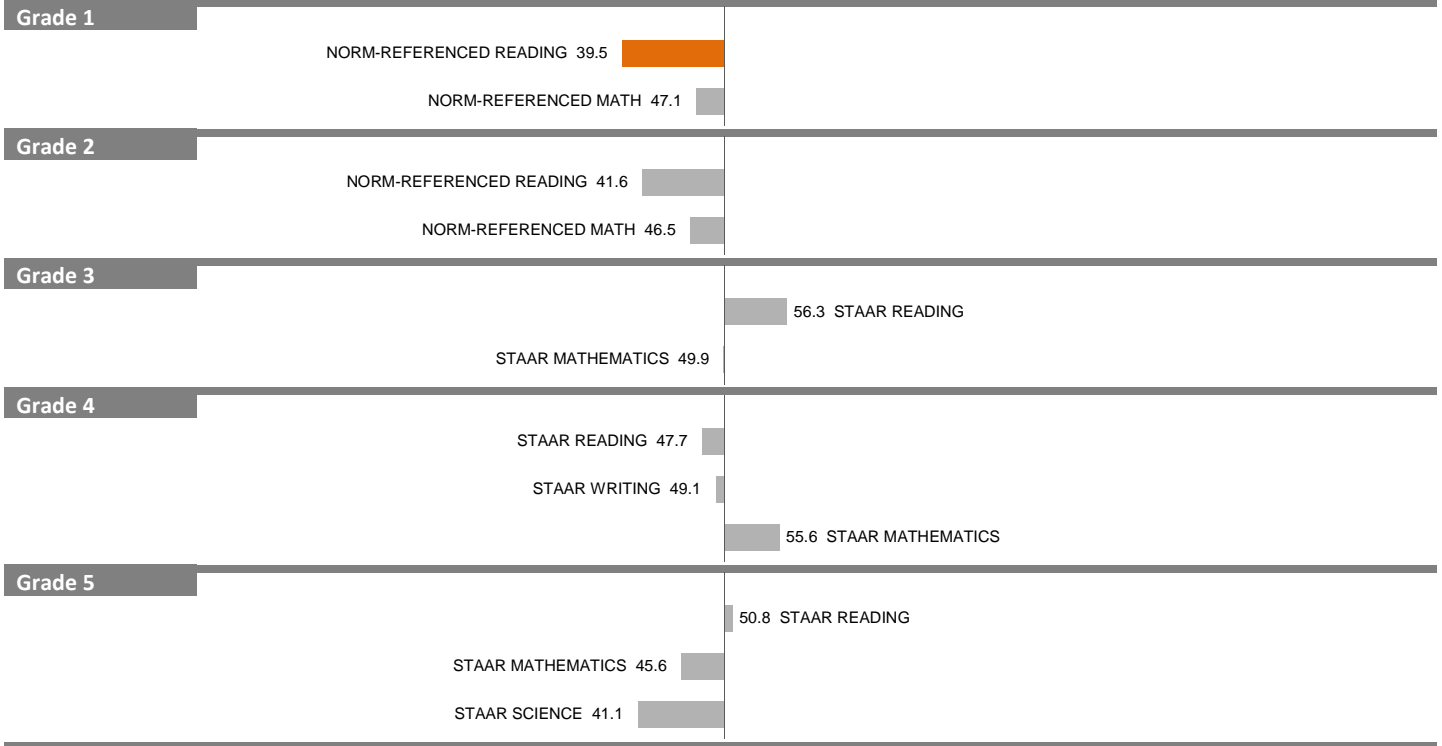 Grade 1
NORM-REFERENCED READING 39.5
NORM-REFERENCED MATH 47.1
Grade 2
NORM-REFERENCED READING 41.6
NORM-REFERENCED MATH 46.5
Grade 3
56.3 STAAR READING
STAAR MATHEMATICS 49.9
Grade 4
STAAR READING 47.7
STAAR WRITING 49.1
55.6 STAAR MATHEMATICS
Grade 5
50.8 STAAR READING
STAAR MATHEMATICS 45.6
STAAR SCIENCE 41.1